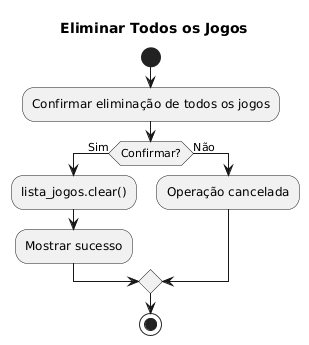 Eliminar Todos os Jogos
Confirmar eliminação de todos os jogos
Sim
Confirmar?
Não
lista_jogos.clear()
Operação cancelada
Mostrar sucesso